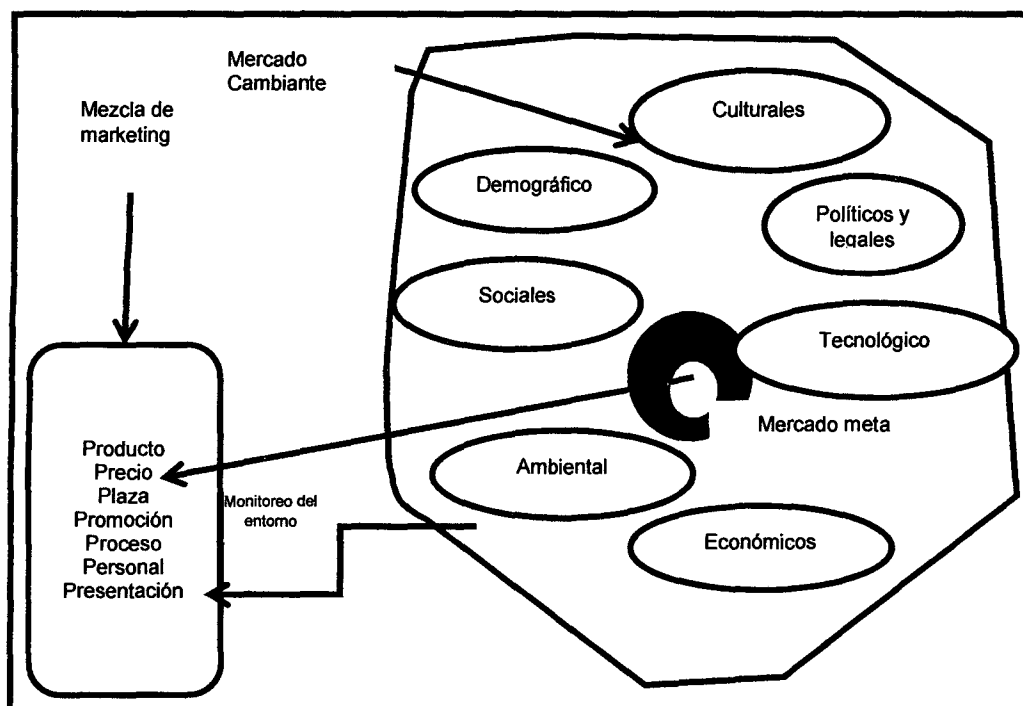 Mercado
Cambiante
Mezcla de
marketing
Culturales
Demográfico
Políticos y
legales
Sociales
Tecnológico
Mercado meta
Producto
Precio
Plaza
Promoción
Proceso
Personal
Presentación
Monitoreo del
entorno
Ambiental
Económicos